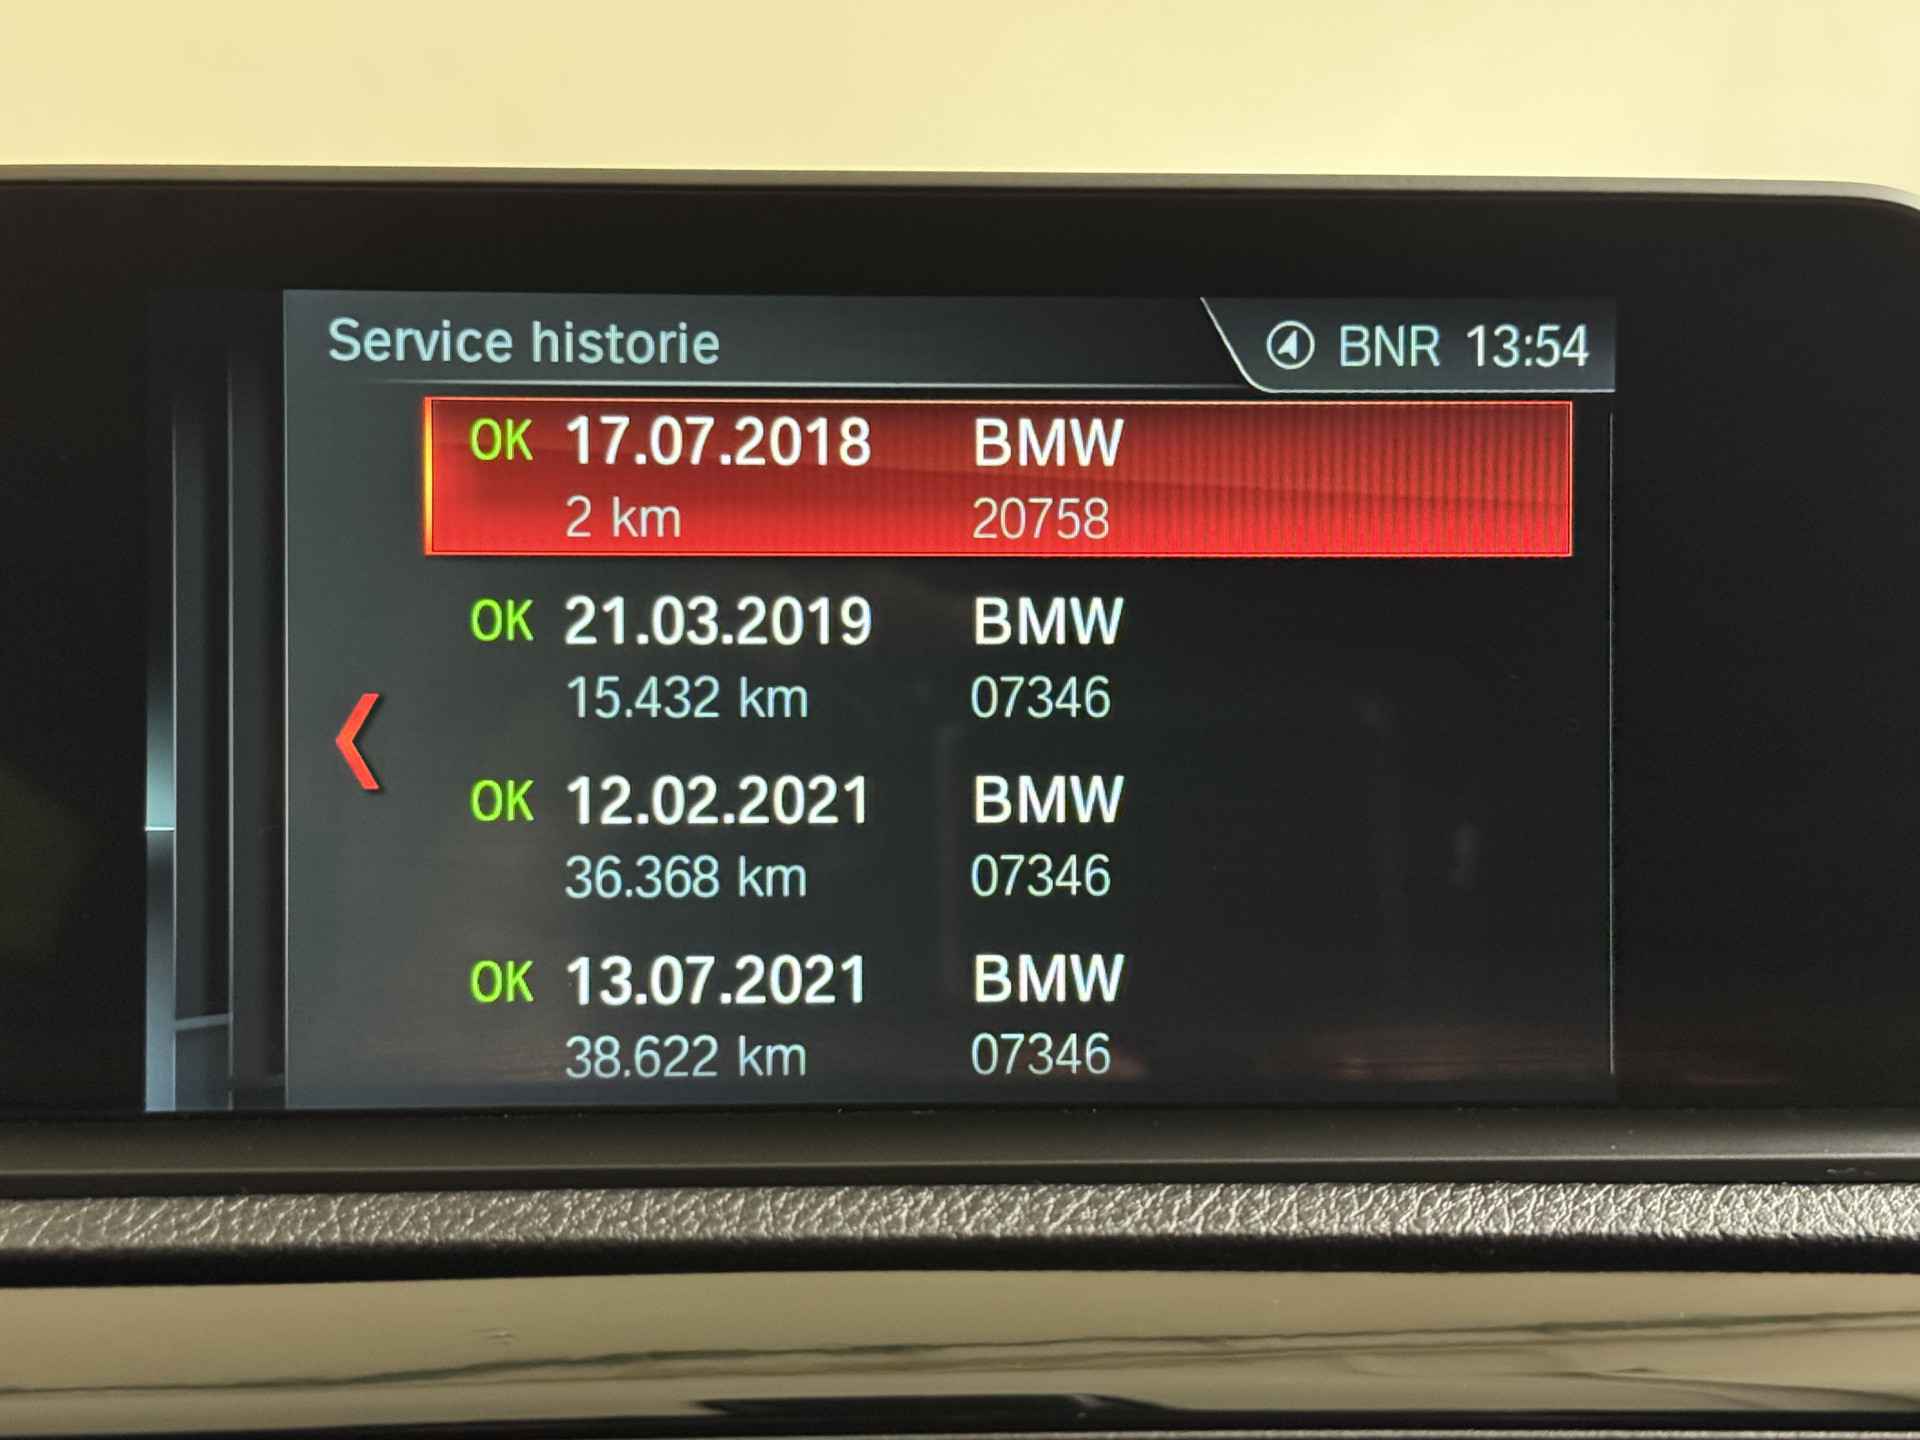 Service historie
BNR 13:54
OK 17.07.2018 BMW
2 km 20758
OK 21.03.2019 BMW
15.432 km 07346
OK 12.02.2021 BMW
36.368 km 07346
OK 13.07.2021 BMW
38.622 km 07346